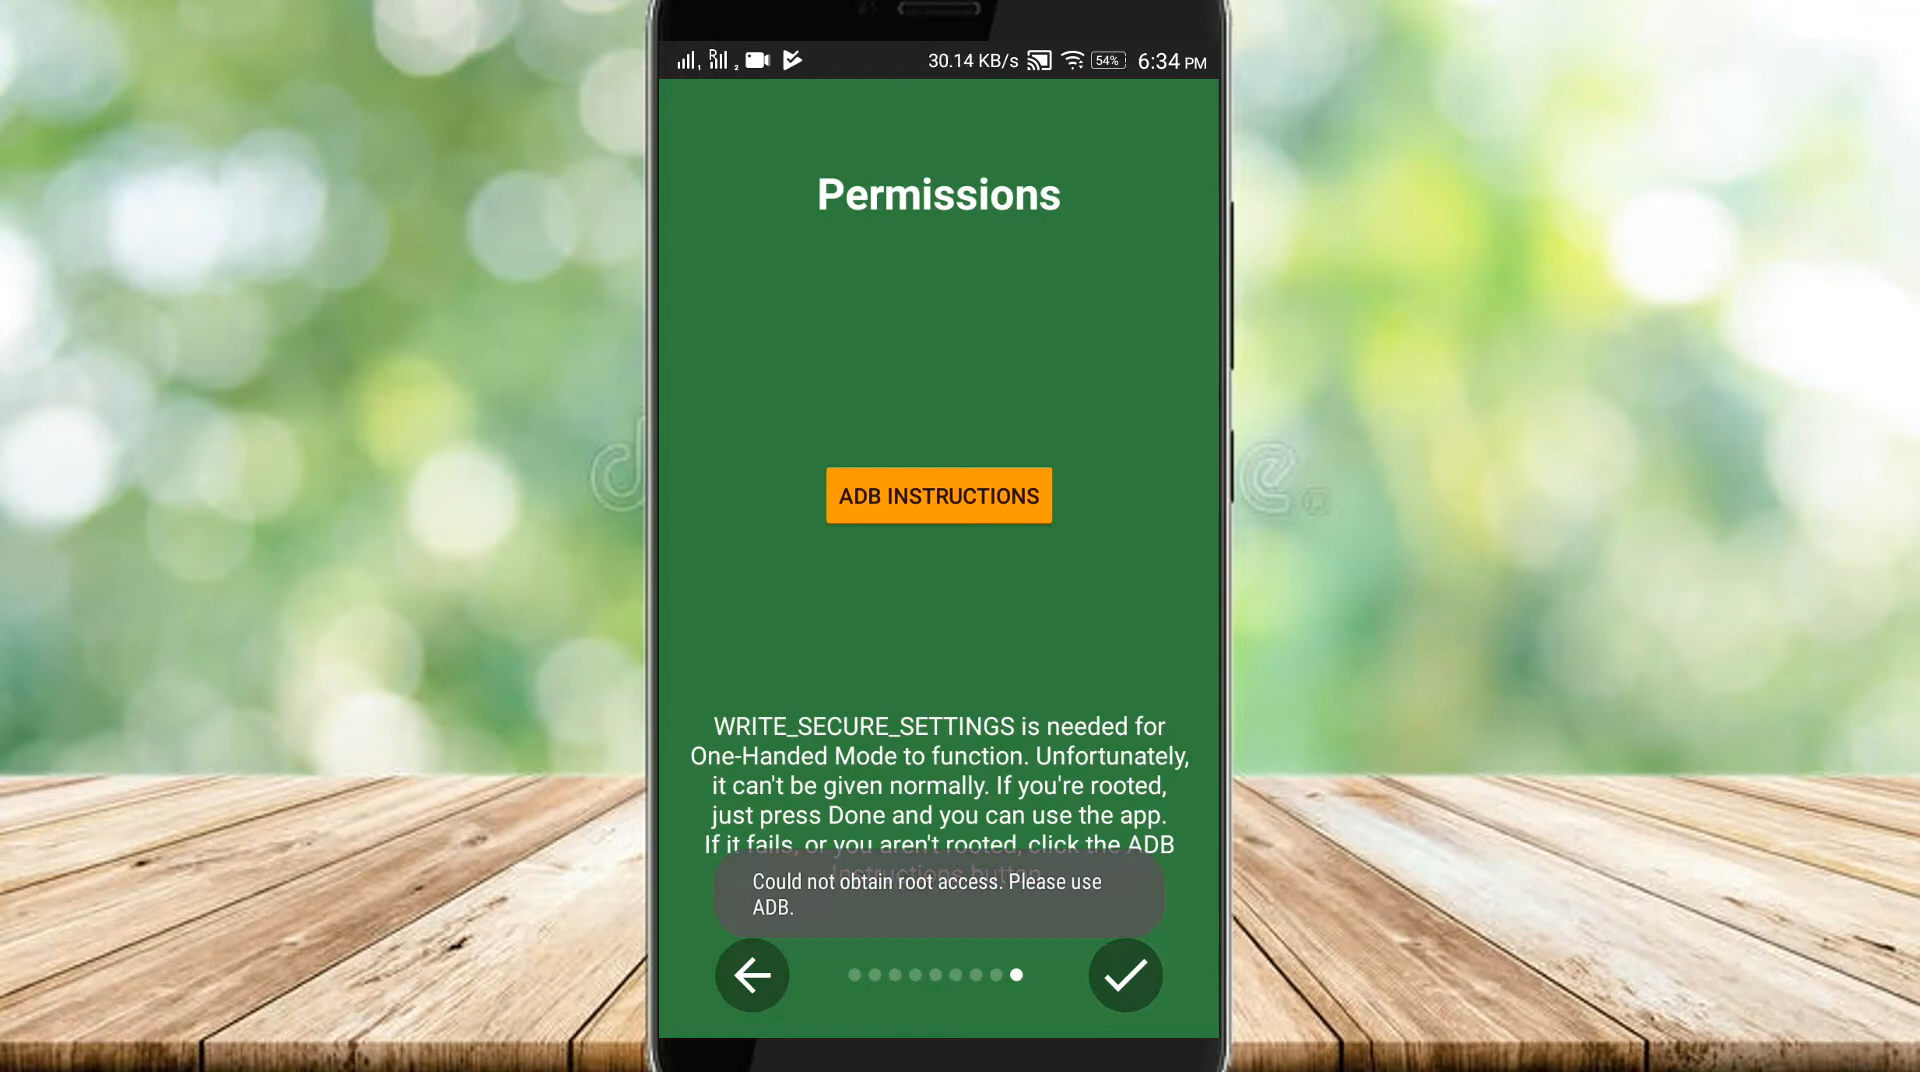 30.14 KB/s 54% 6:34 PM
Permissions
ADB INSTRUCTIONS
WRITE_SECURE_SETTINGS is needed for
One-Handed Mode to function. Unfortunately,
it can't be given normally. If you're rooted,
just press Done and you can use the app.
If it fails, or you aren't rooted, click the ADB
Instructions button.
Could not obtain root access. Please use
ADB.